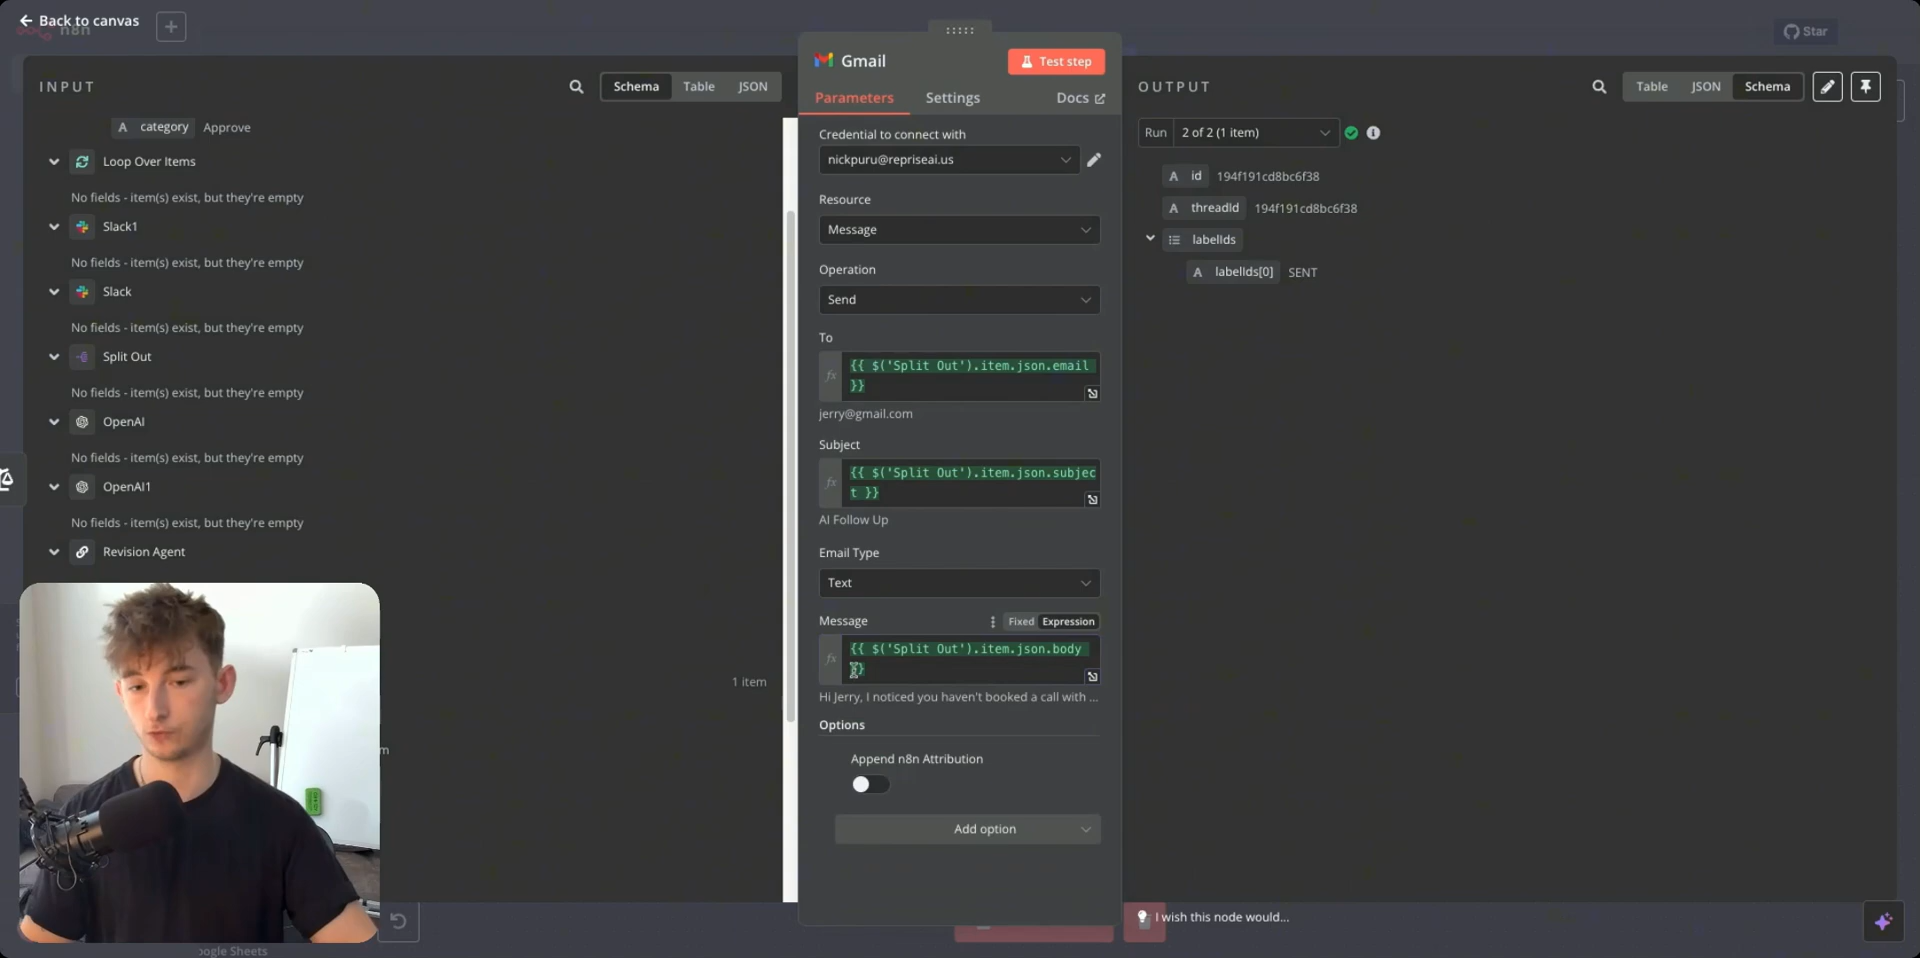 Back to canvas
n8n
Star
INPUT
Schema
Table
JSON
category
Approve
Loop Over Items
No fields - item(s) exist, but they're empty
Slack1
No fields - item(s) exist, but they're empty
Slack
No fields - item(s) exist, but they're empty
Split Out
No fields - item(s) exist, but they're empty
OpenAI
No fields - item(s) exist, but they're empty
OpenAI1
No fields - item(s) exist, but they're empty
Revision Agent
1 item
Gmail
Test step
Parameters
Settings
Docs
Credential to connect with
nickpuru@repriseai.us
Resource
Message
Operation
Send
To
fx
{{ $('Split Out').item.json.email
}}
jerry@gmail.com
Subject
fx
{{ $('Split Out').item.json.subjec
t }}
AI Follow Up
Email Type
Text
Message
Fixed
Expression
fx
{{ $('Split Out').item.json.body
}}
Hi Jerry, I noticed you haven't booked a call with ...
Options
Append n8n Attribution
Add option
OUTPUT
Table
JSON
Schema
Run
2 of 2 (1 item)
A id 194f191cd8bc6f38
A threadId 194f191cd8bc6f38
labelIds
A labelIds[0] SENT
I wish this node would...
oogle Sheets